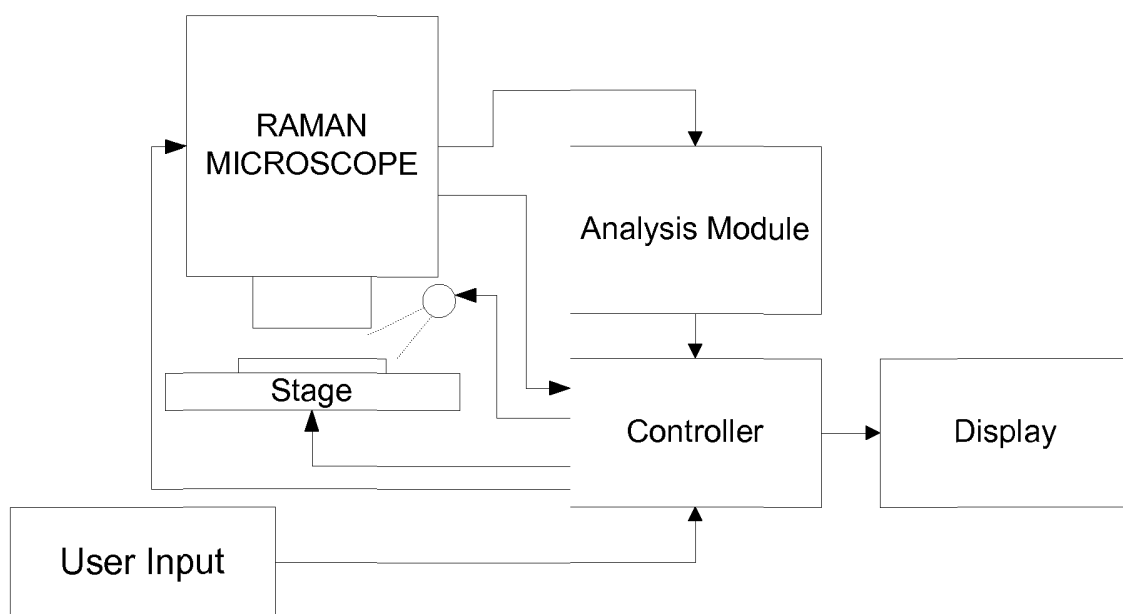 RAMAN
MICROSCOPE
Analysis Module
Stage
Controller
Display
User Input